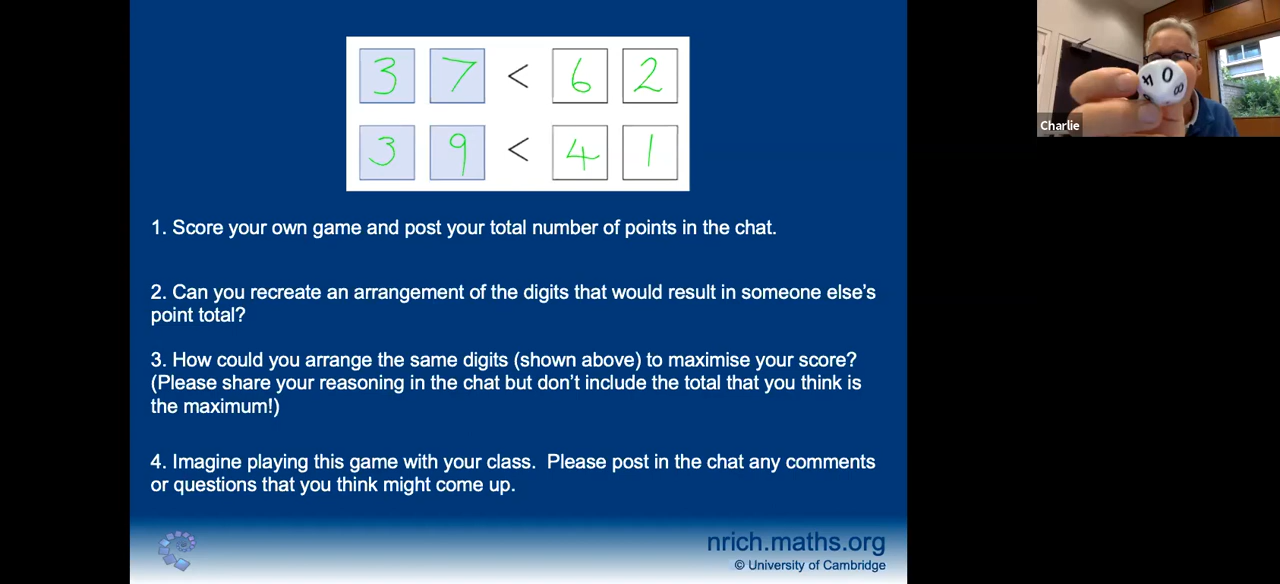 3 7 < 6 2
3 9 < 4 1
1. Score your own game and post your total number of points in the chat.
2. Can you recreate an arrangement of the digits that would result in someone else's
point total?
3. How could you arrange the same digits (shown above) to maximise your score?
(Please share your reasoning in the chat but don't include the total that you think is
the maximum!)
4. Imagine playing this game with your class.  Please post in the chat any comments
or questions that you think might come up.
nrich.maths.org
© University of Cambridge
4 0 8
Charlie